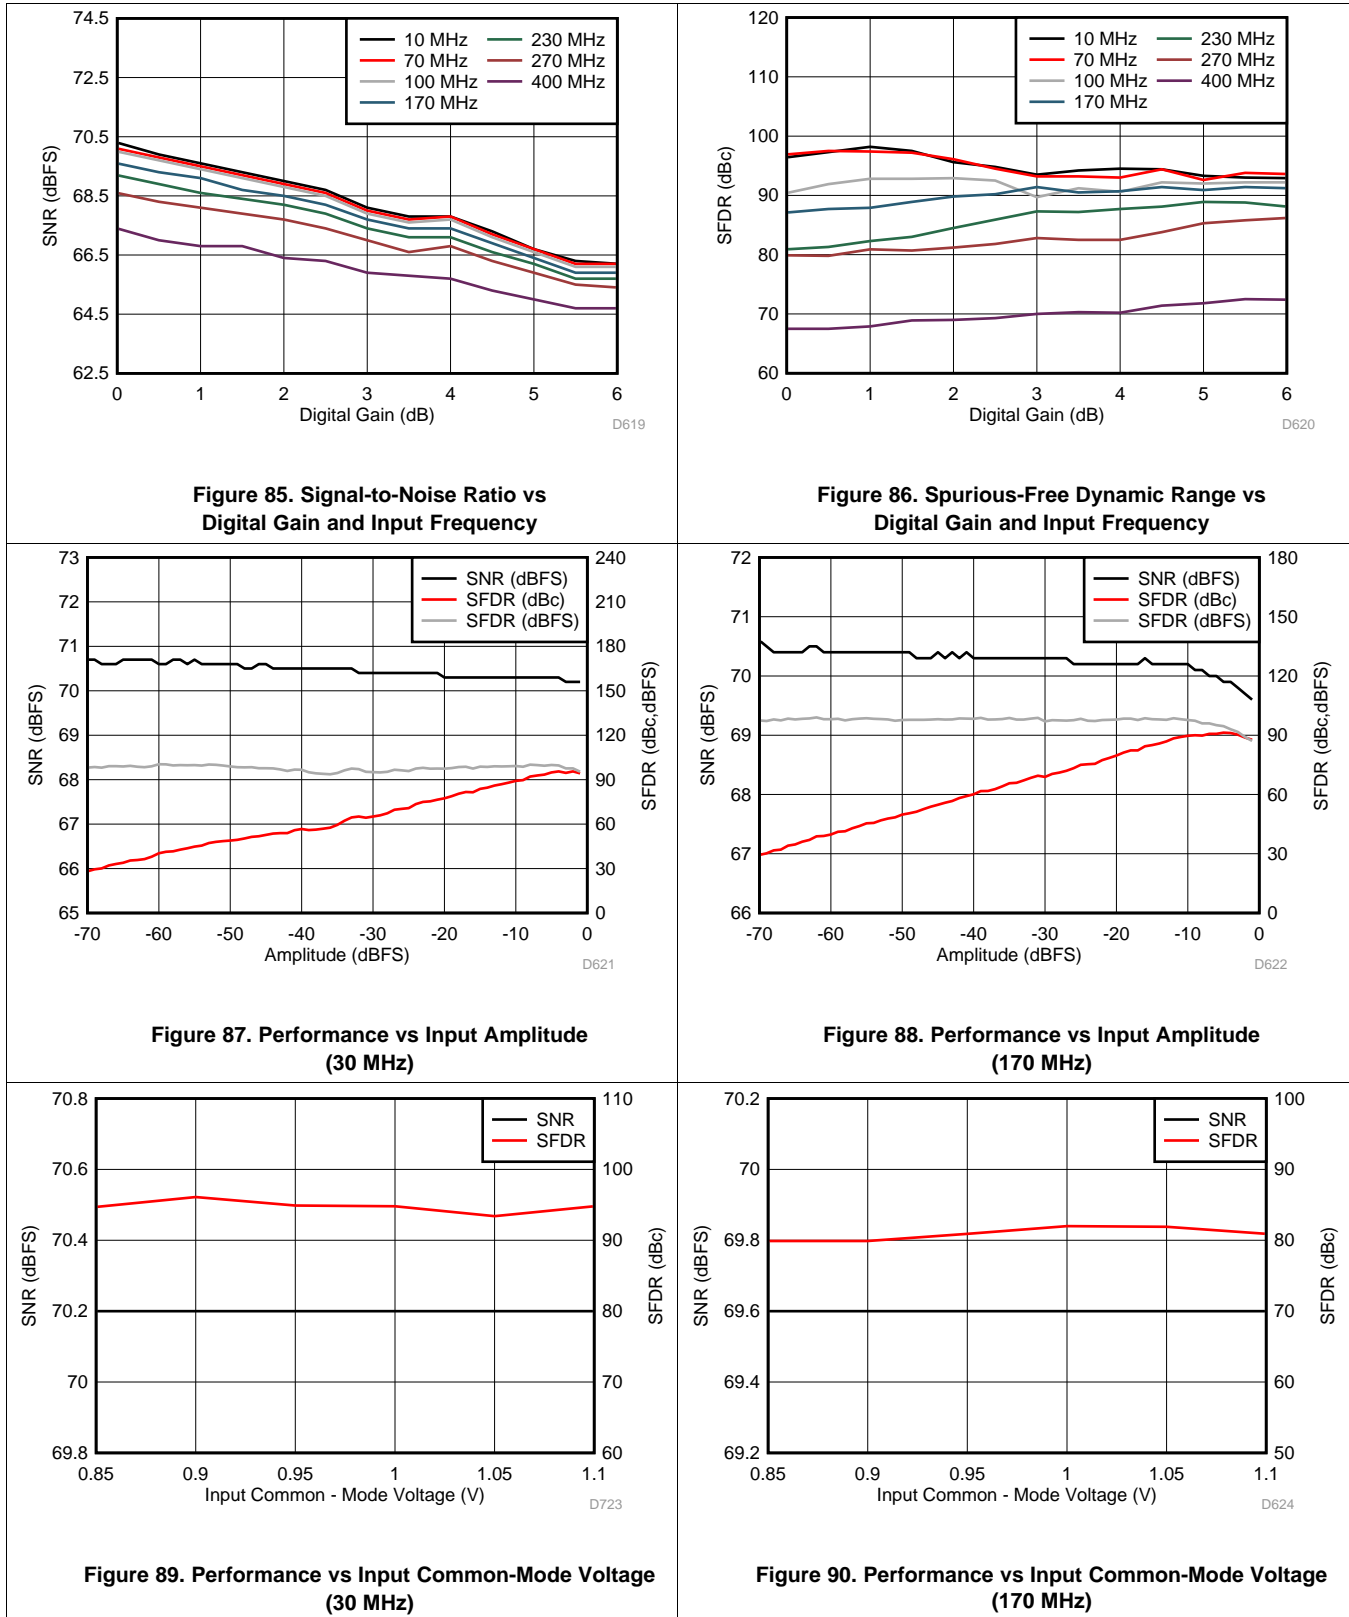 74.5
72.5
70.5
68.5
66.5
64.5
62.5
SNR (dBFS)
10 MHz
70 MHz
100 MHz
170 MHz
230 MHz
270 MHz
400 MHz
0 1 2 3 4 5 6
Digital Gain (dB)
D619
Figure 85. Signal-to-Noise Ratio vs
Digital Gain and Input Frequency
120
110
100
90
80
70
60
SFDR (dBc)
10 MHz
70 MHz
100 MHz
170 MHz
230 MHz
270 MHz
400 MHz
0 1 2 3 4 5 6
Digital Gain (dB)
D620
Figure 86. Spurious-Free Dynamic Range vs
Digital Gain and Input Frequency
73
72
71
70
69
68
67
66
65
SNR (dBFS)
SNR (dBFS)
SFDR (dBc)
SFDR (dBFS)
240
210
180
150
120
90
60
30
0
SFDR (dBc,dBFS)
-70 -60 -50 -40 -30 -20 -10 0
Amplitude (dBFS)
D621
Figure 87. Performance vs Input Amplitude
(30 MHz)
72
71
70
69
68
67
66
SNR (dBFS)
SNR (dBFS)
SFDR (dBc)
SFDR (dBFS)
180
150
120
90
60
30
0
SFDR (dBc,dBFS)
-70 -60 -50 -40 -30 -20 -10 0
Amplitude (dBFS)
D622
Figure 88. Performance vs Input Amplitude
(170 MHz)
70.8
70.6
70.4
70.2
70
69.8
SNR (dBFS)
SNR
SFDR
110
100
90
80
70
60
SFDR (dBc)
0.85 0.9 0.95 1 1.05 1.1
Input Common - Mode Voltage (V)
D723
Figure 89. Performance vs Input Common-Mode Voltage
(30 MHz)
70.2
70
69.8
69.6
69.4
69.2
SNR (dBFS)
SNR
SFDR
100
90
80
70
60
50
SFDR (dBc)
0.85 0.9 0.95 1 1.05 1.1
Input Common - Mode Voltage (V)
D624
Figure 90. Performance vs Input Common-Mode Voltage
(170 MHz)